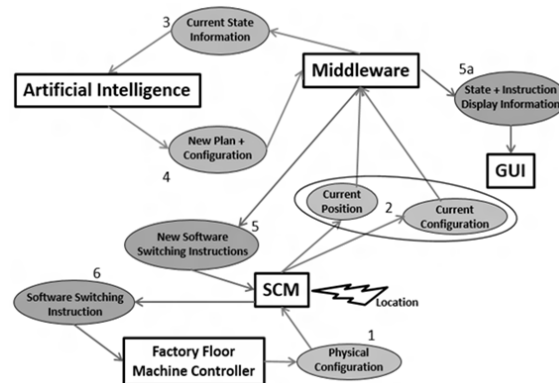 3
Current State
Information
Middleware
5a
Artificial Intelligence
State + Instruction
Display Information
New Plan +
Configuration
4
GUI
Current
Position
2
Current
Configuration
5
New Software
Switching Instructions
6
SCM
Software Switching
Instruction
Location
1
Factory Floor
Machine Controller
Physical
Configuration